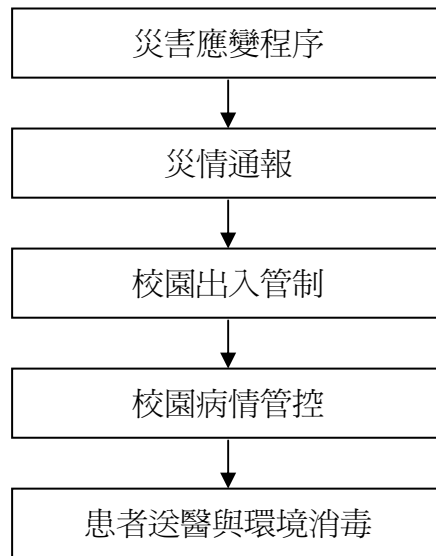 災害應變程序
災情通報
校園出入管制
校園病情管控
患者送醫與環境消毒